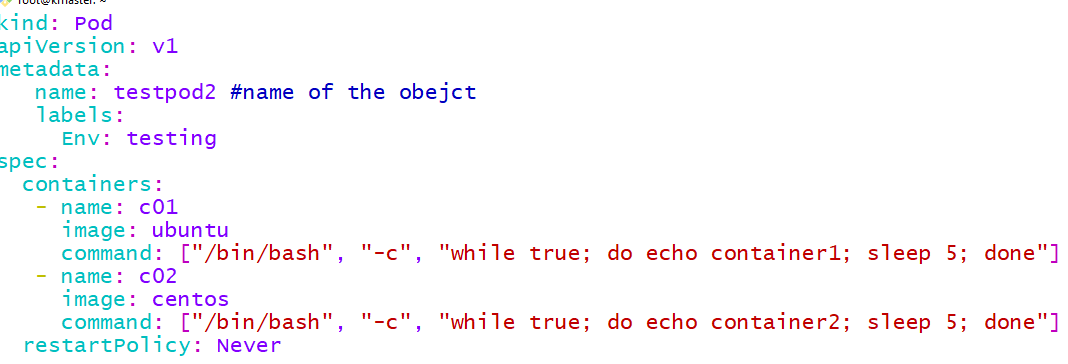 root@kmaster: ~
kind: Pod
apiVersion: v1
metadata:
   name: testpod2 #name of the obejct
   labels:
     Env: testing
spec:
  containers:
   - name: c01
     image: ubuntu
     command: ["/bin/bash", "-c", "while true; do echo container1; sleep 5; done"]
   - name: c02
     image: centos
     command: ["/bin/bash", "-c", "while true; do echo container2; sleep 5; done"]
  restartPolicy: Never